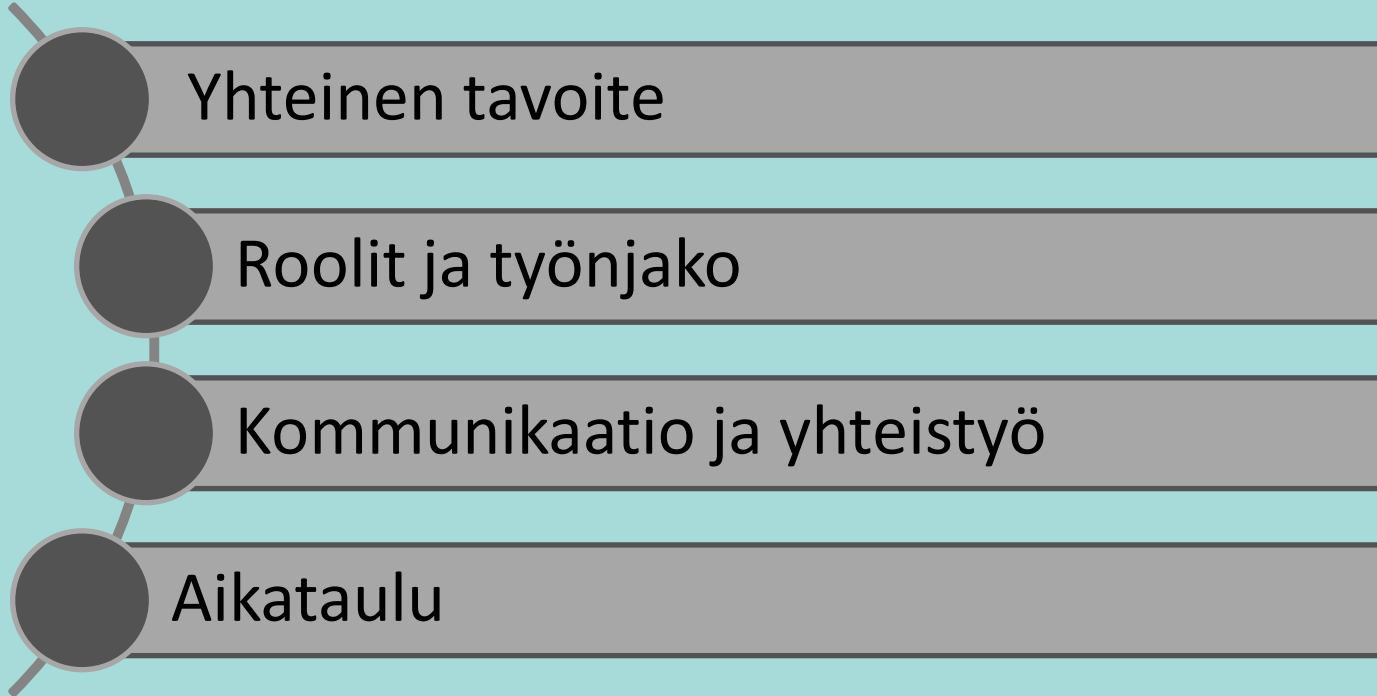 Yhteinen tavoite
Roolit ja työnjako
Kommunikaatio ja yhteistyö
Aikataulu